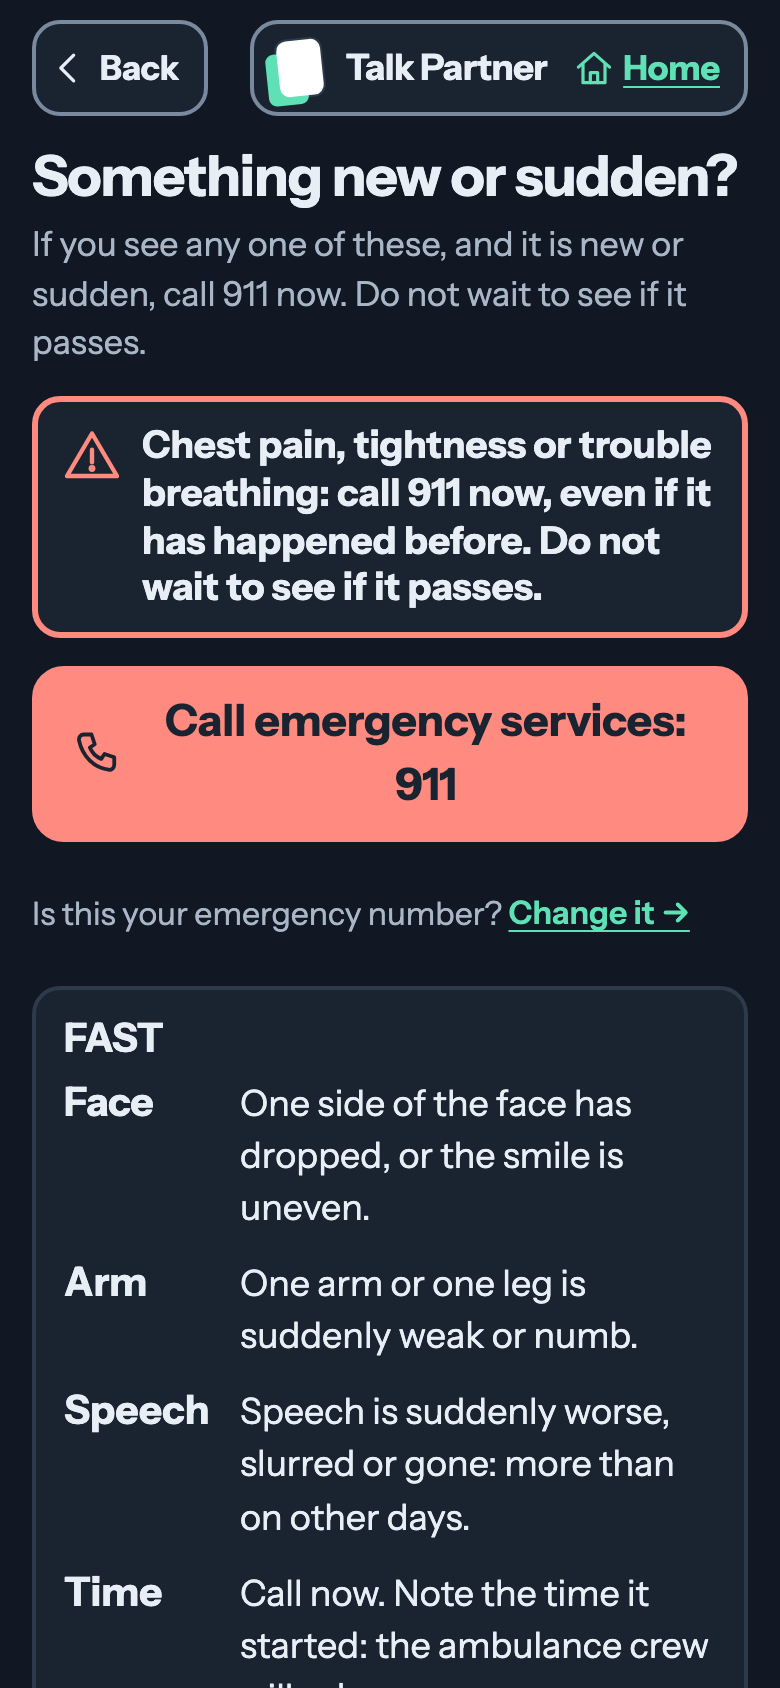 Back
Talk Partner
Home
Something new or sudden?
If you see any one of these, and it is new or
sudden, call 911 now. Do not wait to see if it
passes.
Chest pain, tightness or trouble
breathing: call 911 now, even if it
has happened before. Do not
wait to see if it passes.
Call emergency services:
911
Is this your emergency number? Change it →
FAST
Face
One side of the face has
dropped, or the smile is
uneven.
Arm
One arm or one leg is
suddenly weak or numb.
Speech
Speech is suddenly worse,
slurred or gone: more than
on other days.
Time
Call now. Note the time it
started: the ambulance crew